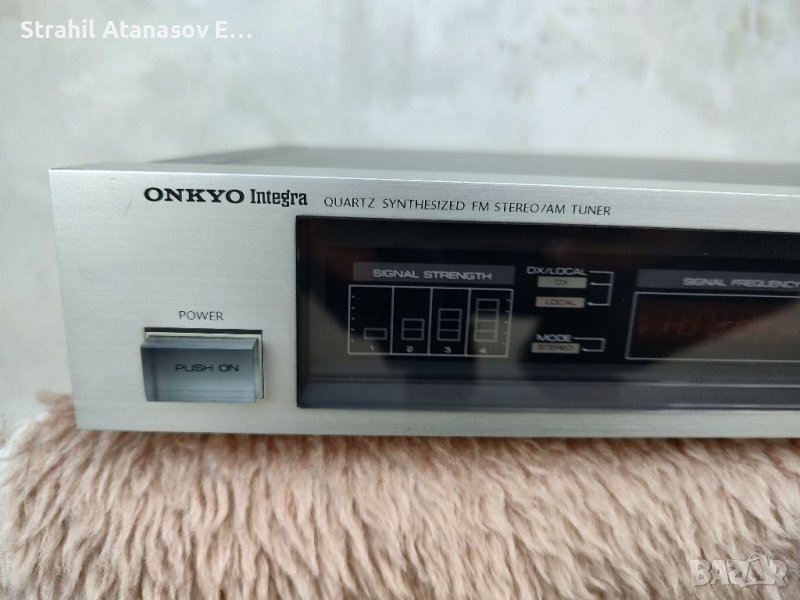 Strahil Atanasov E...
ONKYO Integra QUARTZ SYNTHESIZED FM STEREO/AM TUNER
SIGNAL STRENGTH
DX/LOCAL
DX
LOCAL
SIGNAL FREQUENCY
POWER
PUSH ON
MODE
STEREO
1 2 3 4
BAZAR